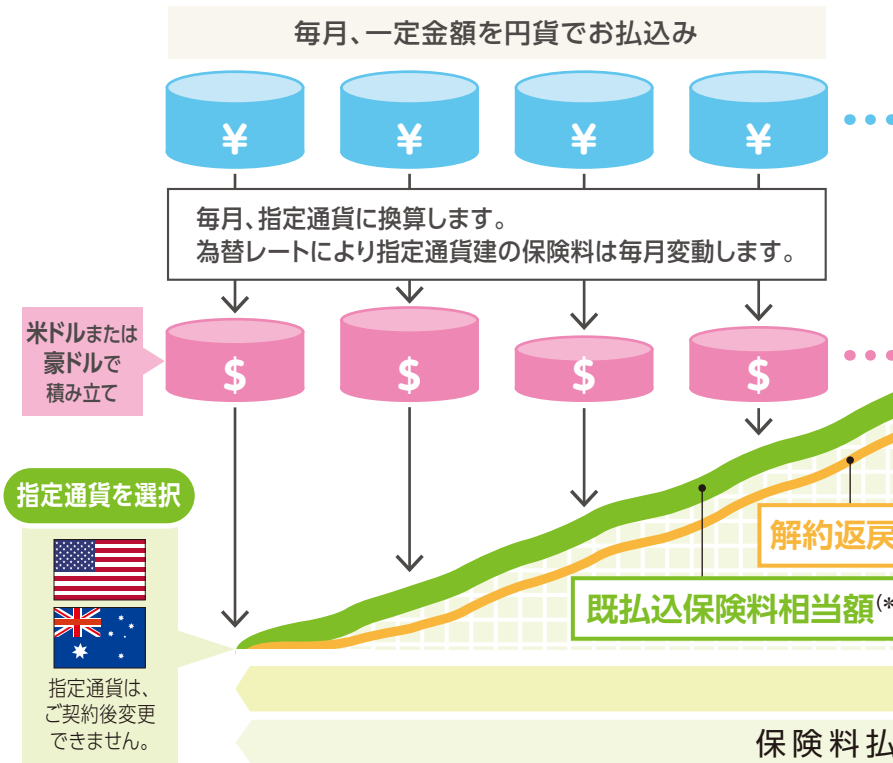 毎月、一定金額を円貨でお払込み
¥ ¥ ¥ ¥
毎月、指定通貨に換算します。
為替レートにより指定通貨建の保険料は毎月変動します。
米ドルまたは
豪ドルで
積み立て
$ $ $ $
指定通貨を選択
解約返戻
既払込保険料相当額(*
指定通貨は、
ご契約後変更
できません。
保険料払